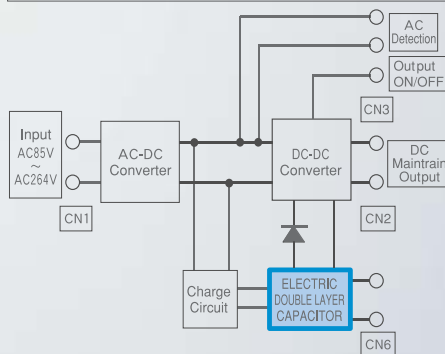 AC
Detection
Output
ON/OFF
CN3
Input
AC85V
~
AC264V
AC-DC
Converter
DC-DC
Converter
DC
Maintrain
Output
CN1
CN2
Charge
Circuit
ELECTRIC
DOUBLE LAYER
CAPACITOR
CN6